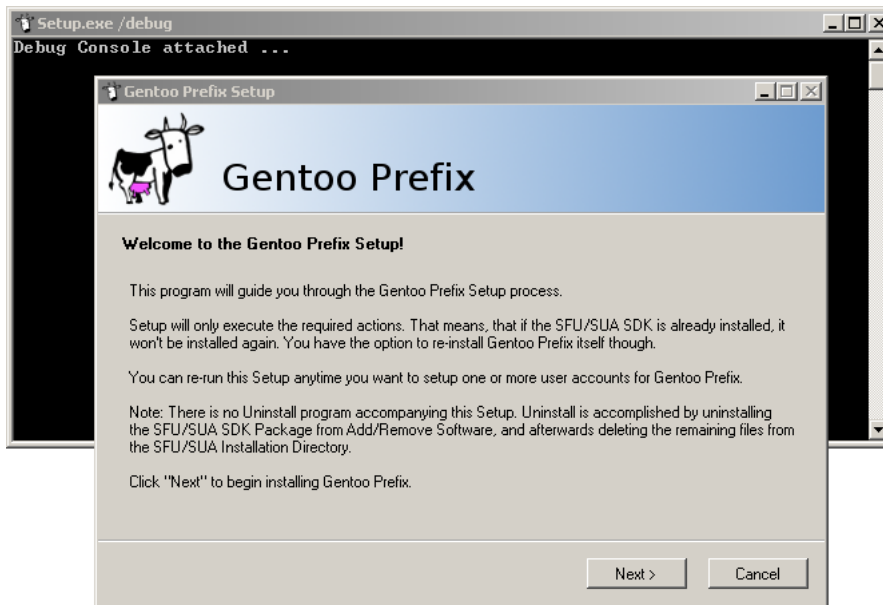 Setup.exe /debug
Debug Console attached ...
Gentoo Prefix Setup
Gentoo Prefix
Welcome to the Gentoo Prefix Setup!
This program will guide you through the Gentoo Prefix Setup process.
Setup will only execute the required actions. That means, that if the SFU/SUA SDK is already installed, it
won't be installed again. You have the option to re-install Gentoo Prefix itself though.
You can re-run this Setup anytime you want to setup one or more user accounts for Gentoo Prefix.
Note: There is no Uninstall program accompanying this Setup. Uninstall is accomplished by uninstalling
the SFU/SUA SDK Package from Add/Remove Software, and afterwards deleting the remaining files from
the SFU/SUA Installation Directory.
Click "Next" to begin installing Gentoo Prefix.
Next >
Cancel